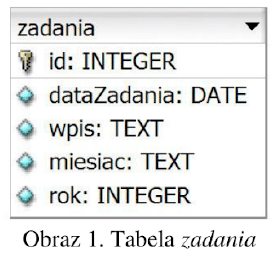 zadania
id: INTEGER
dataZadania: DATE
wpis: TEXT
miesiac: TEXT
rok: INTEGER
Obraz 1. Tabela zadania